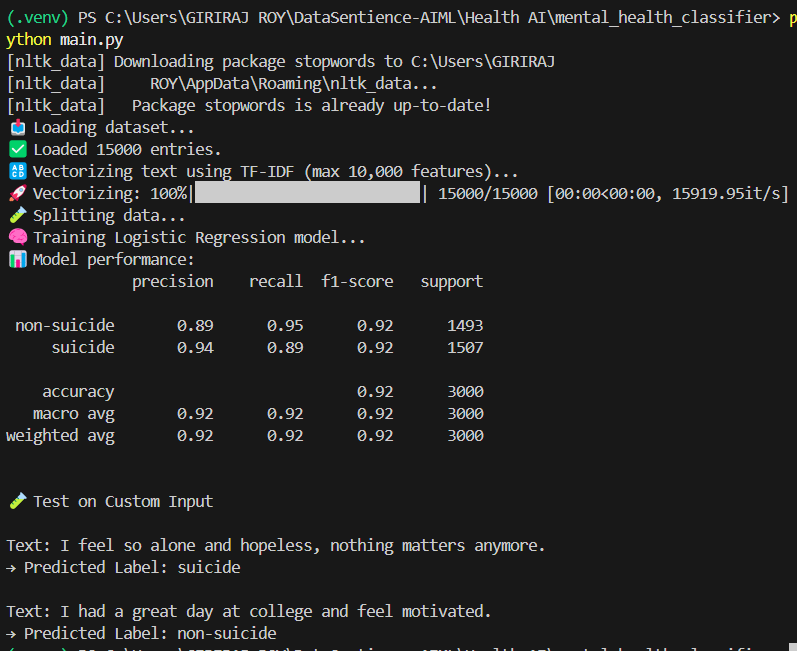 (.venv) PS C:\Users\GIRIRAJ ROY\DataSentience-AIML\Health AI\mental_health_classifier> p
ython main.py
[nltk_data] Downloading package stopwords to C:\Users\GIRIRAJ
[nltk_data]     ROY\AppData\Roaming\nltk_data...
[nltk_data]   Package stopwords is already up-to-date!
📥 Loading dataset...
✅ Loaded 15000 entries.
🔠 Vectorizing text using TF-IDF (max 10,000 features)...
🚀 Vectorizing: 100%|██████████| 15000/15000 [00:00<00:00, 15919.95it/s]
🧪 Splitting data...
🧠 Training Logistic Regression model...
📊 Model performance:
              precision    recall  f1-score   support

 non-suicide       0.89      0.95      0.92      1493
     suicide       0.94      0.89      0.92      1507

    accuracy                           0.92      3000
   macro avg       0.92      0.92      0.92      3000
weighted avg       0.92      0.92      0.92      3000

🧪 Test on Custom Input

Text: I feel so alone and hopeless, nothing matters anymore.
→ Predicted Label: suicide

Text: I had a great day at college and feel motivated.
→ Predicted Label: non-suicide